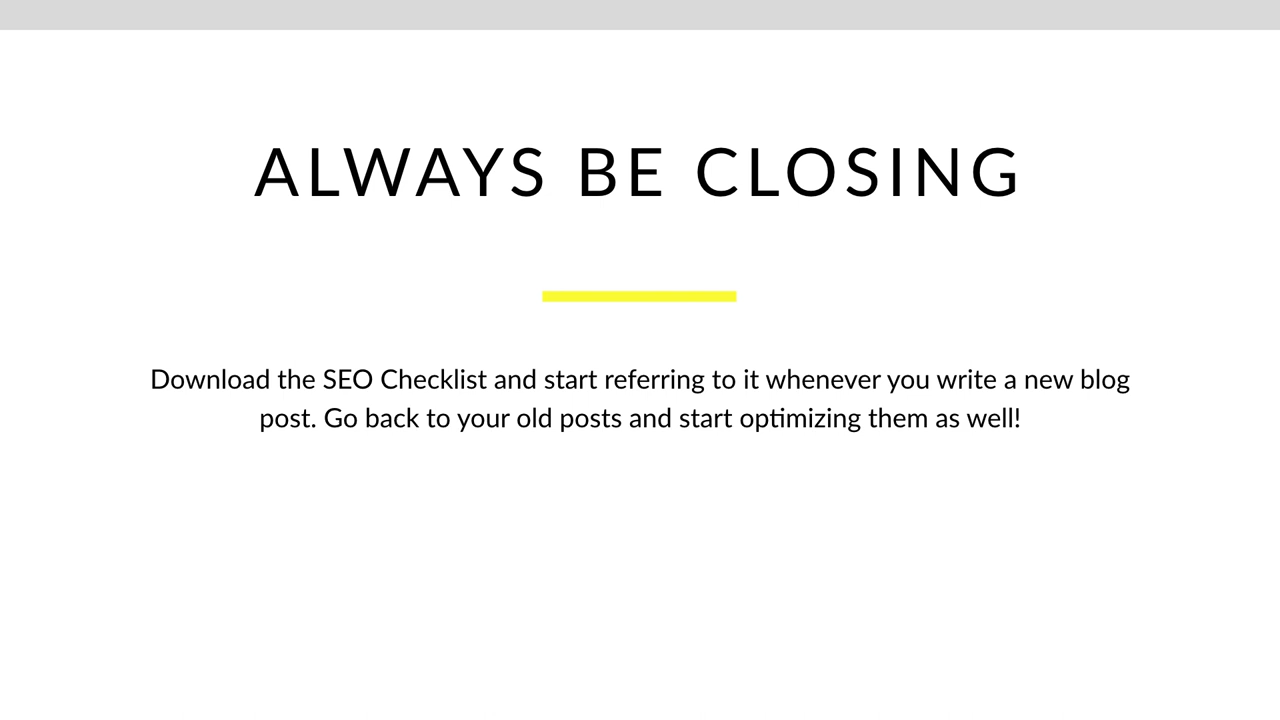 ALWAYS BE CLOSING
Download the SEO Checklist and start referring to it whenever you write a new blog
post. Go back to your old posts and start optimizing them as well!